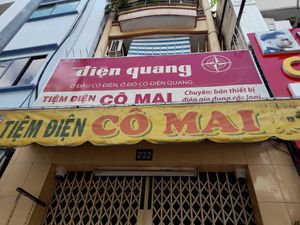 điện quang
Ở ĐÂU CÓ ĐIỆN, Ở ĐÓ CÓ ĐIỆN QUANG
TIỆM ĐIỆN CÔ MAI
Chuyên: bán thiết bị
điện gia dụng các loại
TIỆM ĐIỆN CÔ MAI
232